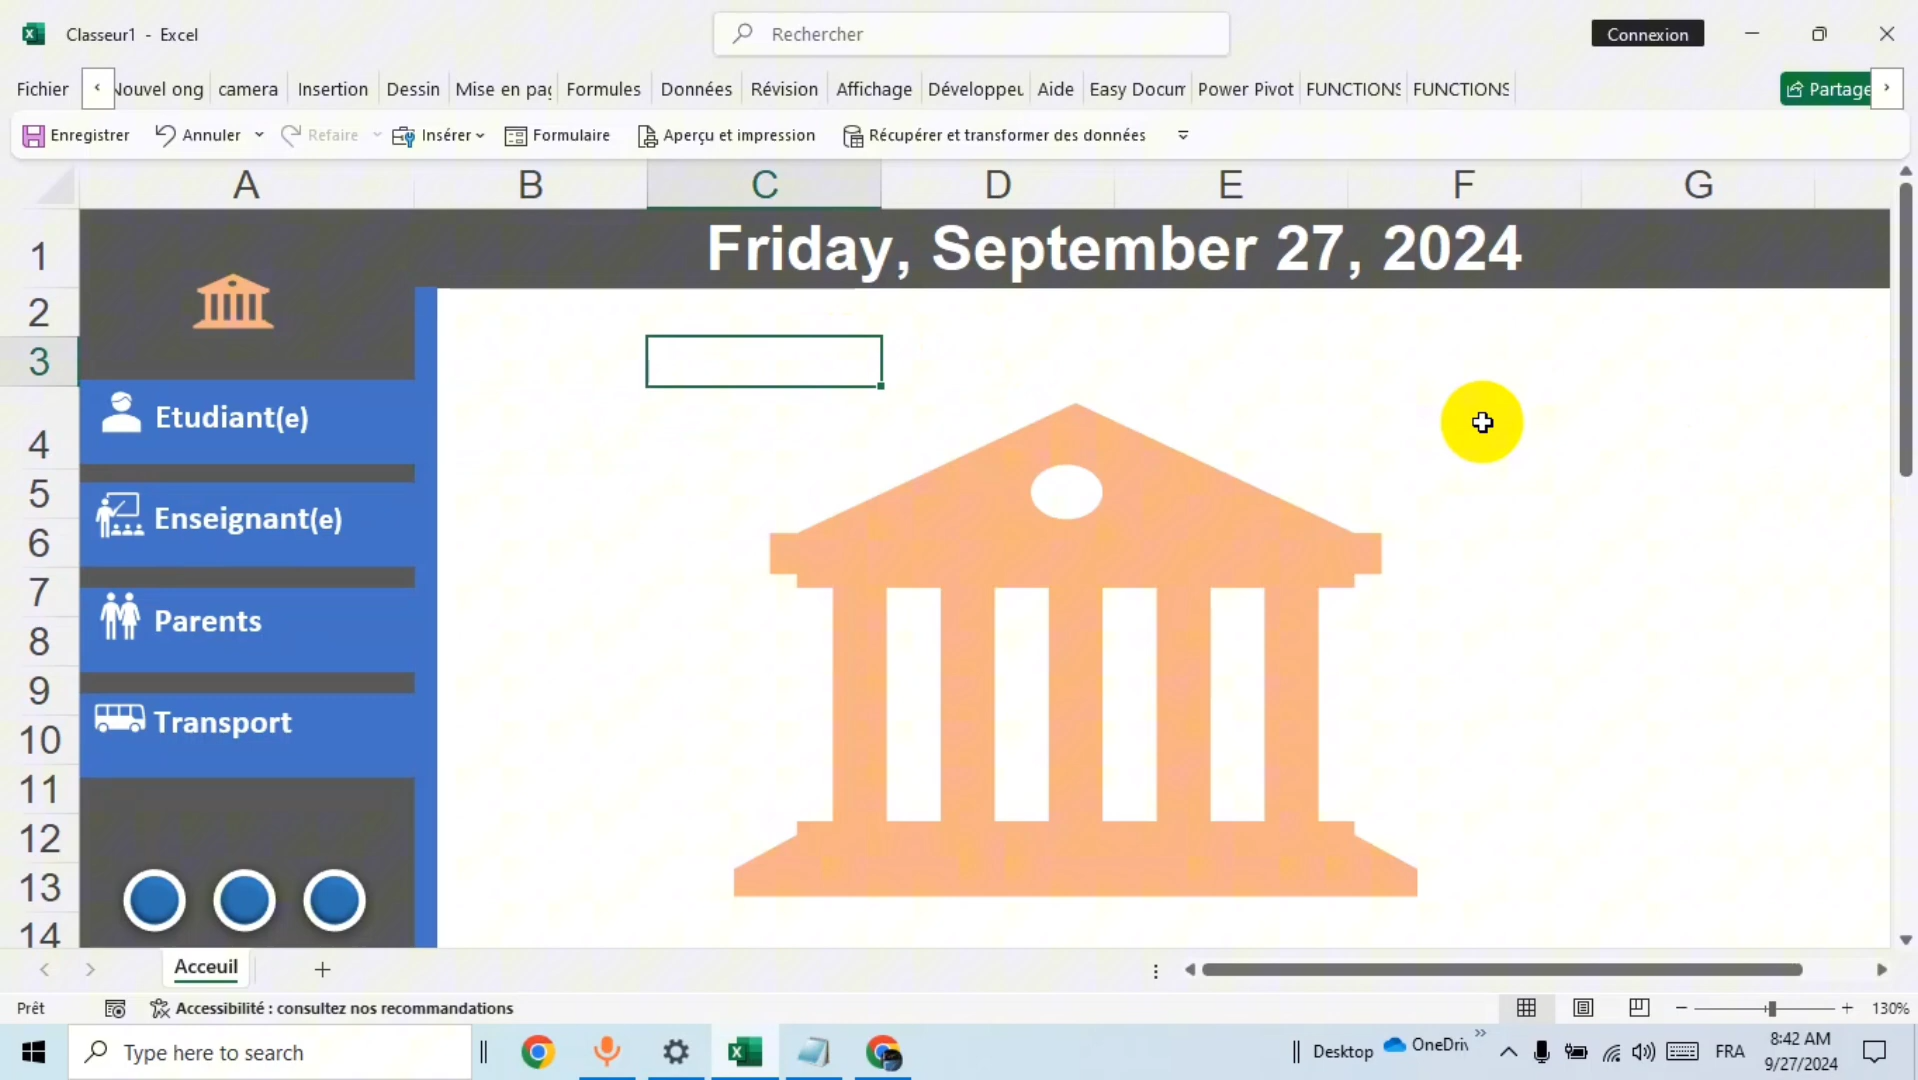 Classeur1 - Excel
Rechercher
Connexion
Fichier
Nouvel ong
camera
Insertion
Dessin
Mise en pag
Formules
Données
Révision
Affichage
Développeu
Aide
Easy Docum
Power Pivot
FUNCTIONS
FUNCTIONS
Partage
Enregistrer
Annuler
Refaire
Insérer
Formulaire
Aperçu et impression
Récupérer et transformer des données
A B C D E F G
1
2
3
4
5
6
7
8
9
10
11
12
13
14
Friday, September 27, 2024
Etudiant(e)
Enseignant(e)
Parents
Transport
Acceuil
Prêt
Accessibilité : consultez nos recommandations
130%
Type here to search
Desktop
OneDri
FRA
8:42 AM
9/27/2024